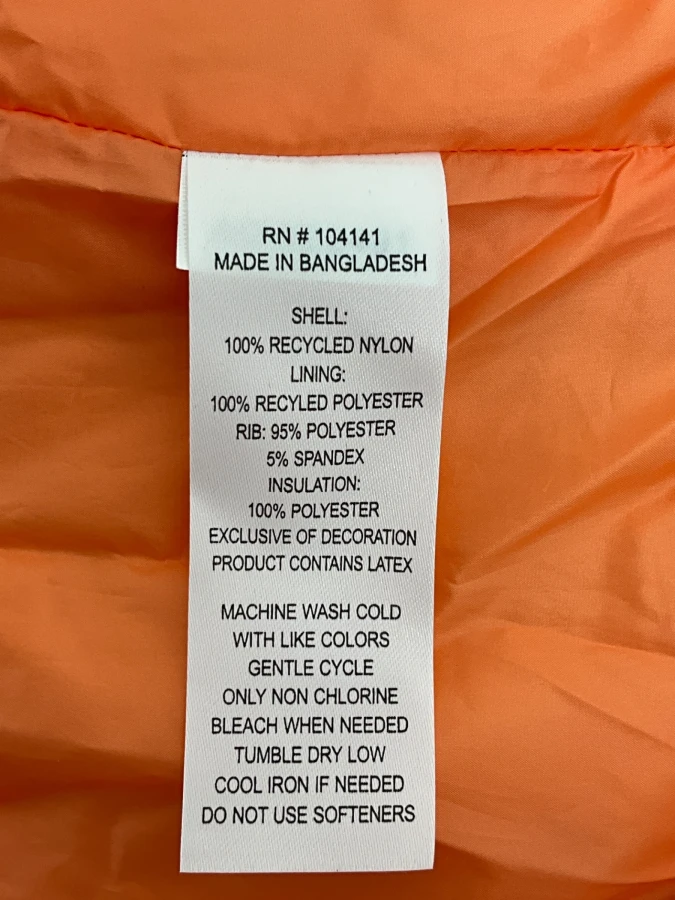 RN # 104141
MADE IN BANGLADESH
SHELL:
100% RECYCLED NYLON
LINING:
100% RECYLED POLYESTER
RIB: 95% POLYESTER
5% SPANDEX
INSULATION:
100% POLYESTER
EXCLUSIVE OF DECORATION
PRODUCT CONTAINS LATEX
MACHINE WASH COLD
WITH LIKE COLORS
GENTLE CYCLE
ONLY NON CHLORINE
BLEACH WHEN NEEDED
TUMBLE DRY LOW
COOL IRON IF NEEDED
DO NOT USE SOFTENERS